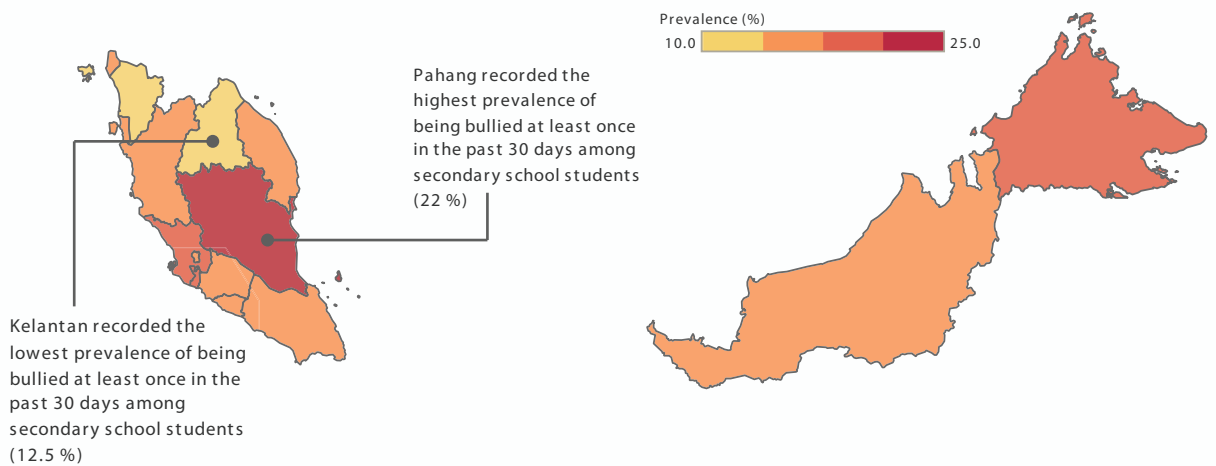 Prevalence (%)
10.0
25.0
Pahang recorded the
highest prevalence of
being bullied at least once
in the past 30 days among
secondary school students
(22 %)
Kelantan recorded the
lowest prevalence of being
bullied at least once in the
past 30 days among
secondary school students
(12.5 %)